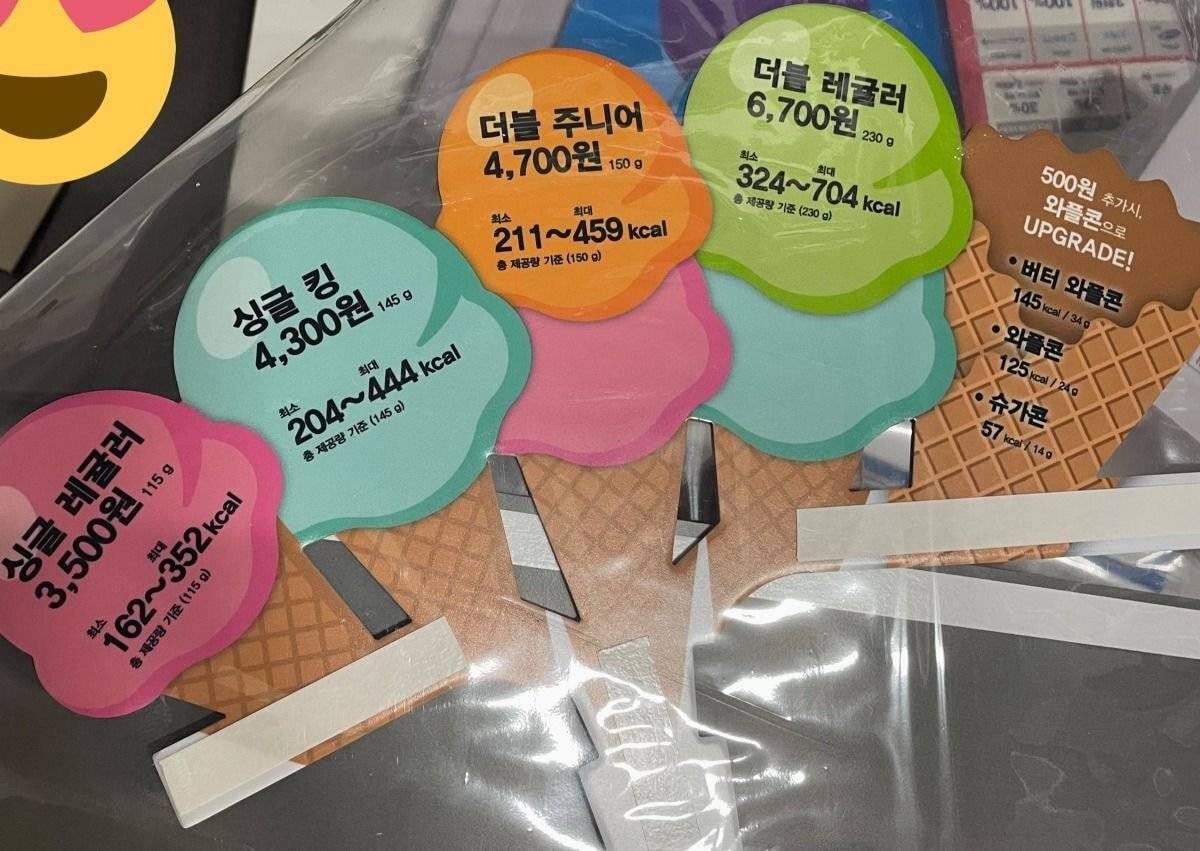 싱글 레귤러
3,500원 115 g
최소 최대
162~352 kcal
총 제공량 기준 (115 g)
싱글 킹
4,300원 145 g
최소 최대
204~444 kcal
총 제공량 기준 (145 g)
더블 주니어
4,700원 150 g
최소 최대
211~459 kcal
총 제공량 기준 (150 g)
더블 레귤러
6,700원 230 g
최소 최대
324~704 kcal
총 제공량 기준 (230 g)
500원 추가시,
와플콘으로
UPGRADE!
• 버터 와플콘
145 kcal / 34 g
• 와플콘
125 kcal / 24 g
• 슈가콘
57 kcal / 14 g